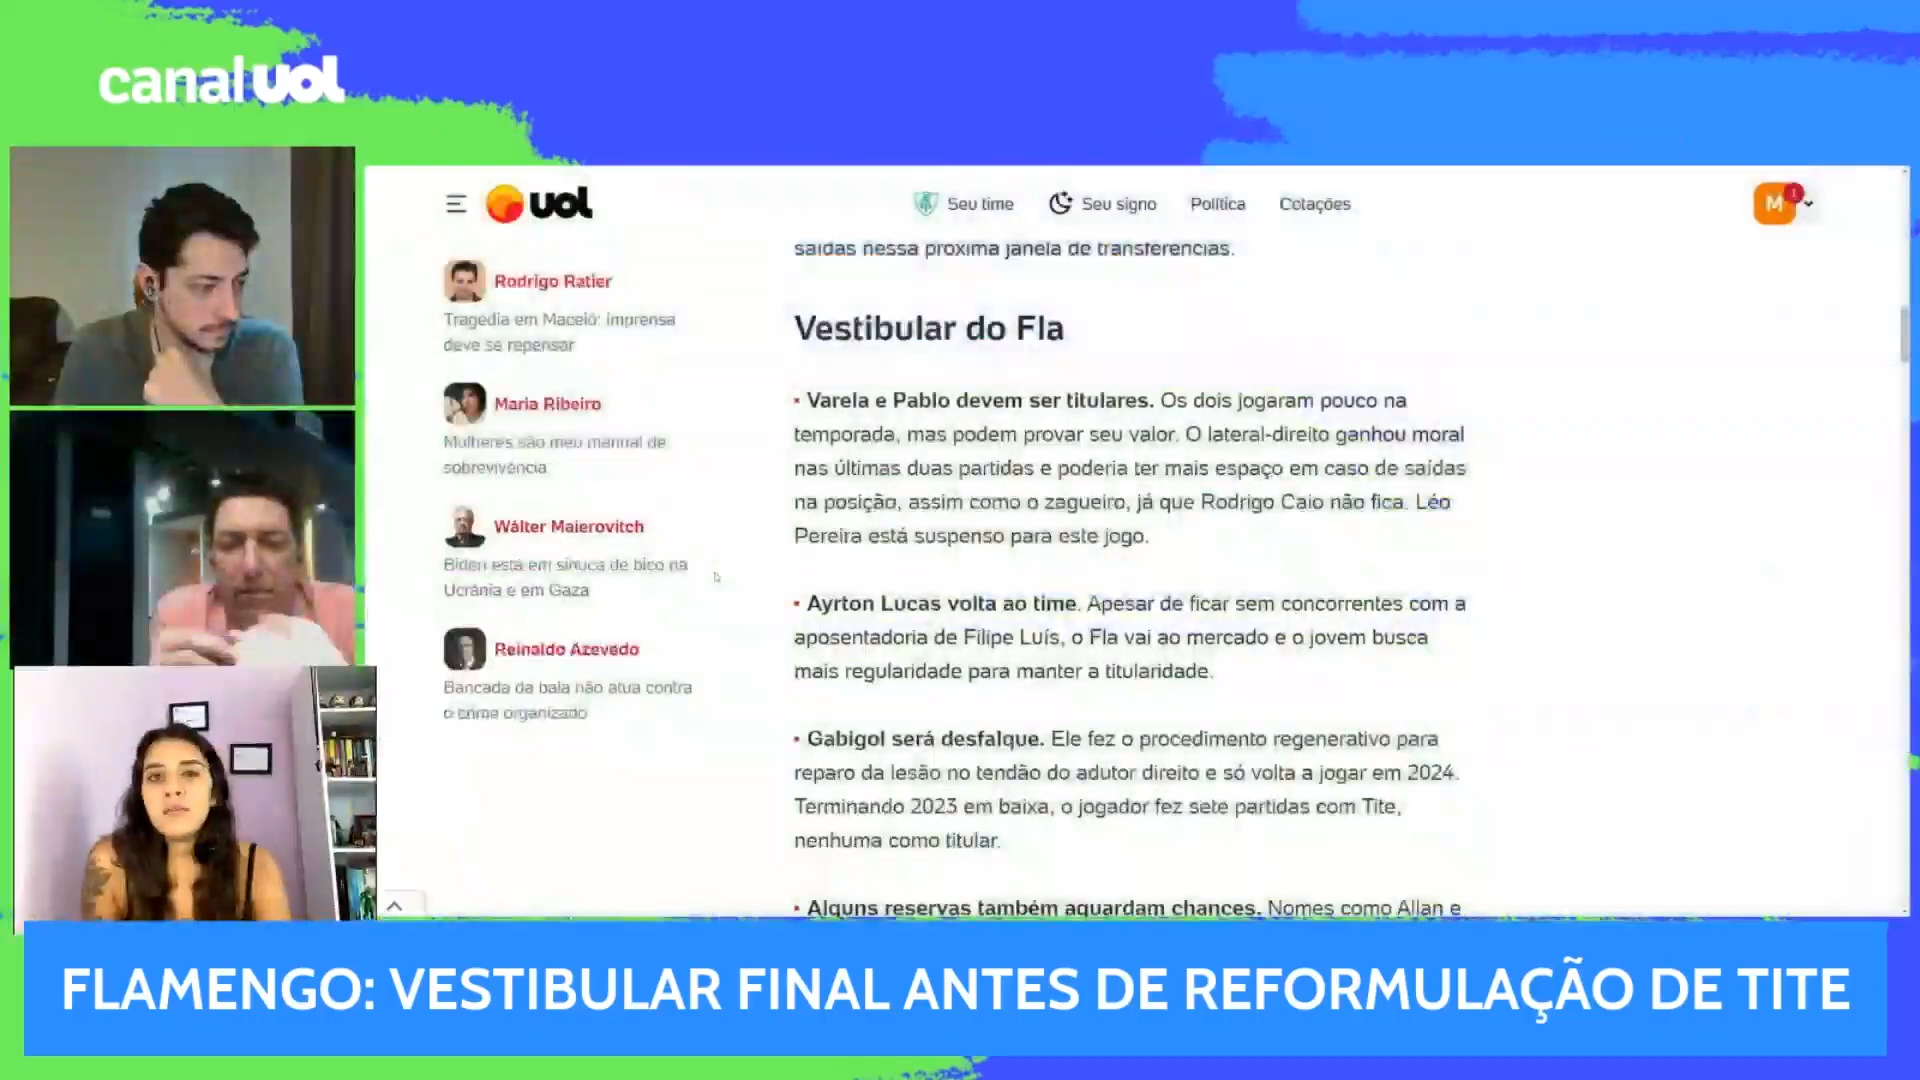 canal uol
uol
Seu time
Seu signo
Política
Cotações
M
1
Rodrigo Ratier
Tragédia em Maceió: imprensa
deve se repensar
Maria Ribeiro
Mulheres são meu manual de
sobrevivência
Wálter Maierovitch
Biden está em sinuca de bico na
Ucrânia e em Gaza
Reinaldo Azevedo
Bancada da bala não atua contra
o crime organizado
saídas nessa próxima janela de transferências.
Vestibular do Fla
• Varela e Pablo devem ser titulares. Os dois jogaram pouco na
temporada, mas podem provar seu valor. O lateral-direito ganhou moral
nas últimas duas partidas e poderia ter mais espaço em caso de saídas
na posição, assim como o zagueiro, já que Rodrigo Caio não fica. Léo
Pereira está suspenso para este jogo.
• Ayrton Lucas volta ao time. Apesar de ficar sem concorrentes com a
aposentadoria de Filipe Luís, o Fla vai ao mercado e o jovem busca
mais regularidade para manter a titularidade.
• Gabigol será desfalque. Ele fez o procedimento regenerativo para
reparo da lesão no tendão do adutor direito e só volta a jogar em 2024.
Terminando 2023 em baixa, o jogador fez sete partidas com Tite,
nenhuma como titular.
• Alguns reservas também aguardam chances. Nomes como Allan e
FLAMENGO: VESTIBULAR FINAL ANTES DE REFORMULAÇÃO DE TITE